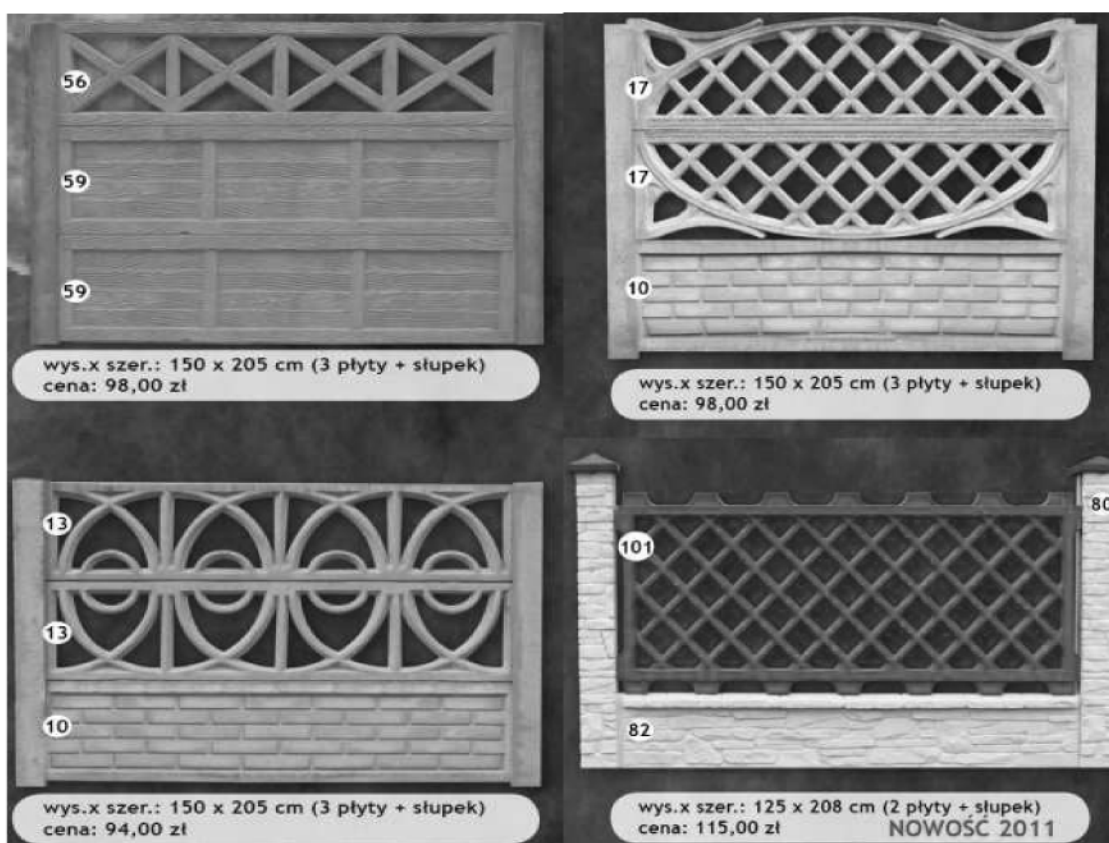 56
59
59
wys.x szer.: 150 x 205 cm (3 płyty + słupek)
cena: 98,00 zł
17
17
10
wys.x szer.: 150 x 205 cm (3 płyty + słupek)
cena: 98,00 zł
13
13
10
wys.x szer.: 150 x 205 cm (3 płyty + słupek)
cena: 94,00 zł
80
101
82
wys.x szer.: 125 x 208 cm (2 płyty + słupek)
cena: 115,00 zł NOWOŚĆ 2011